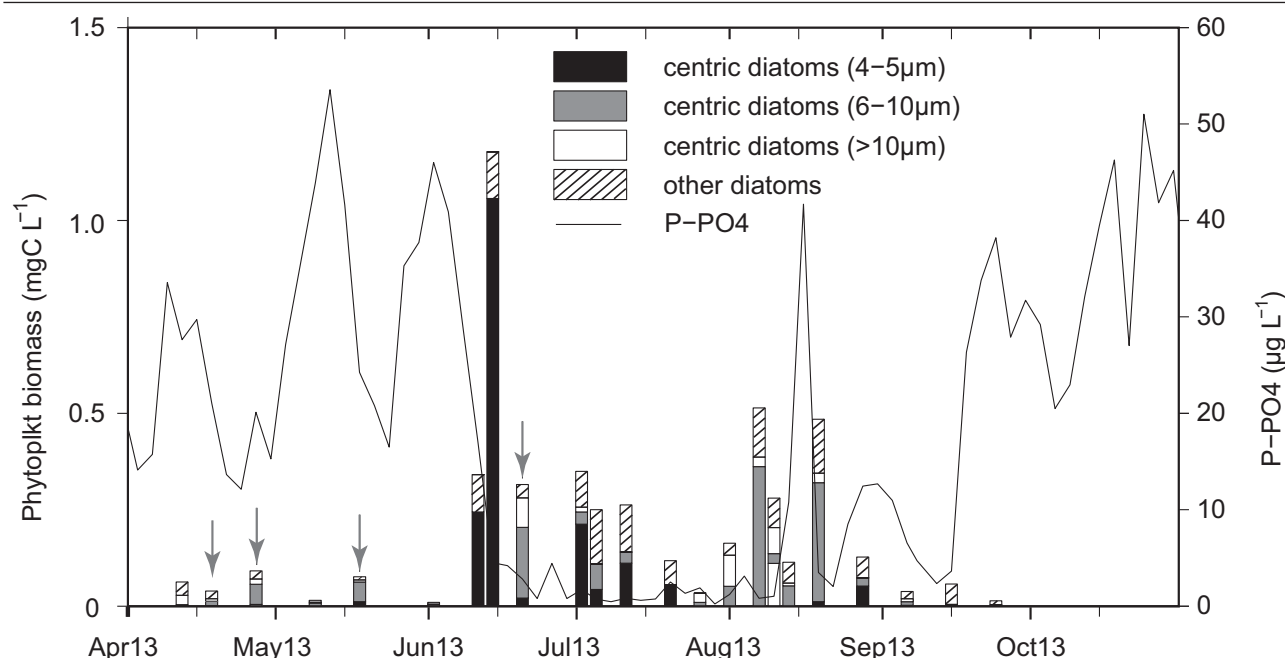 1.5
1.0
0.5
0
Phytoplkt biomass (mgC L⁻¹)
centric diatoms (4−5µm)
centric diatoms (6−10µm)
centric diatoms (>10µm)
other diatoms
P−PO4
60
50
40
30
20
10
0
P−PO4 (µg L⁻¹)
Apr13 May13 Jun13 Jul13 Aug13 Sep13 Oct13